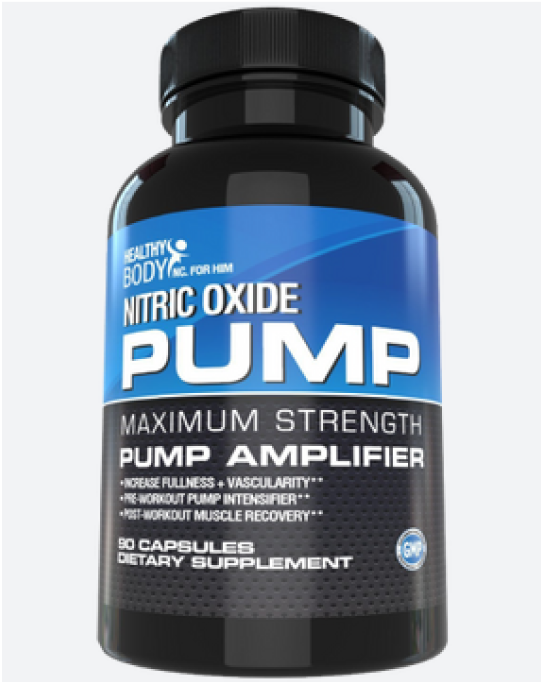 HEALTHY
BODY INC. FOR HIM
NITRIC OXIDE
PUMP
MAXIMUM STRENGTH
PUMP AMPLIFIER
•INCREASE FULLNESS + VASCULARITY**
•PRE-WORKOUT PUMP INTENSIFIER**
•POST-WORKOUT MUSCLE RECOVERY**
90 CAPSULES
DIETARY SUPPLEMENT
GMP